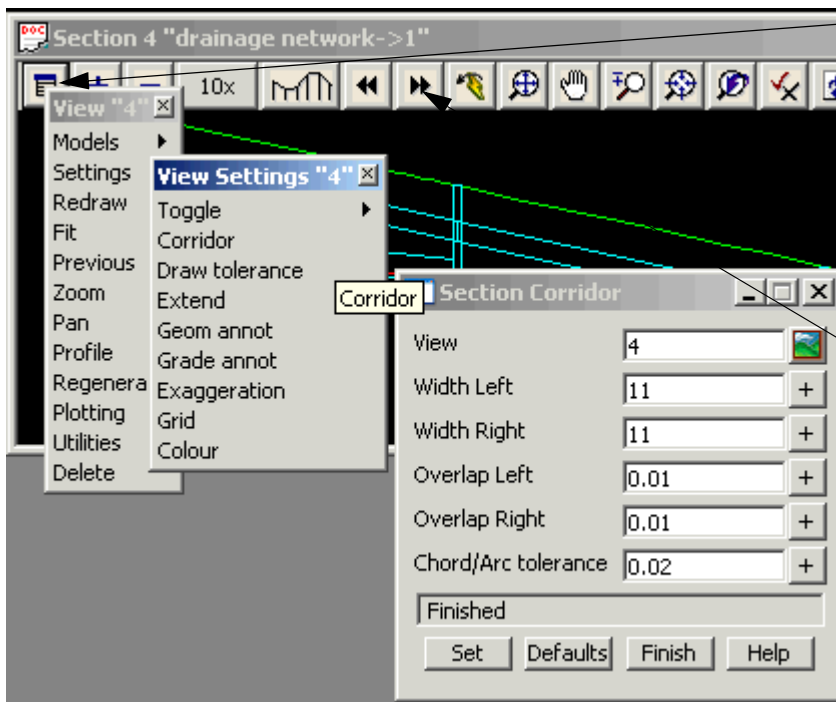 DOC
Section 4 "drainage network->1"
10x
View "4"
Models
Settings
Redraw
Fit
Previous
Zoom
Pan
Profile
Regenera
Plotting
Utilities
Delete
View Settings "4"
Toggle
Corridor
Draw tolerance
Extend
Geom annot
Grade annot
Exaggeration
Grid
Colour
Corridor
Section Corridor
View 4
Width Left 11
Width Right 11
Overlap Left 0.01
Overlap Right 0.01
Chord/Arc tolerance 0.02
Finished
Set Defaults Finish Help